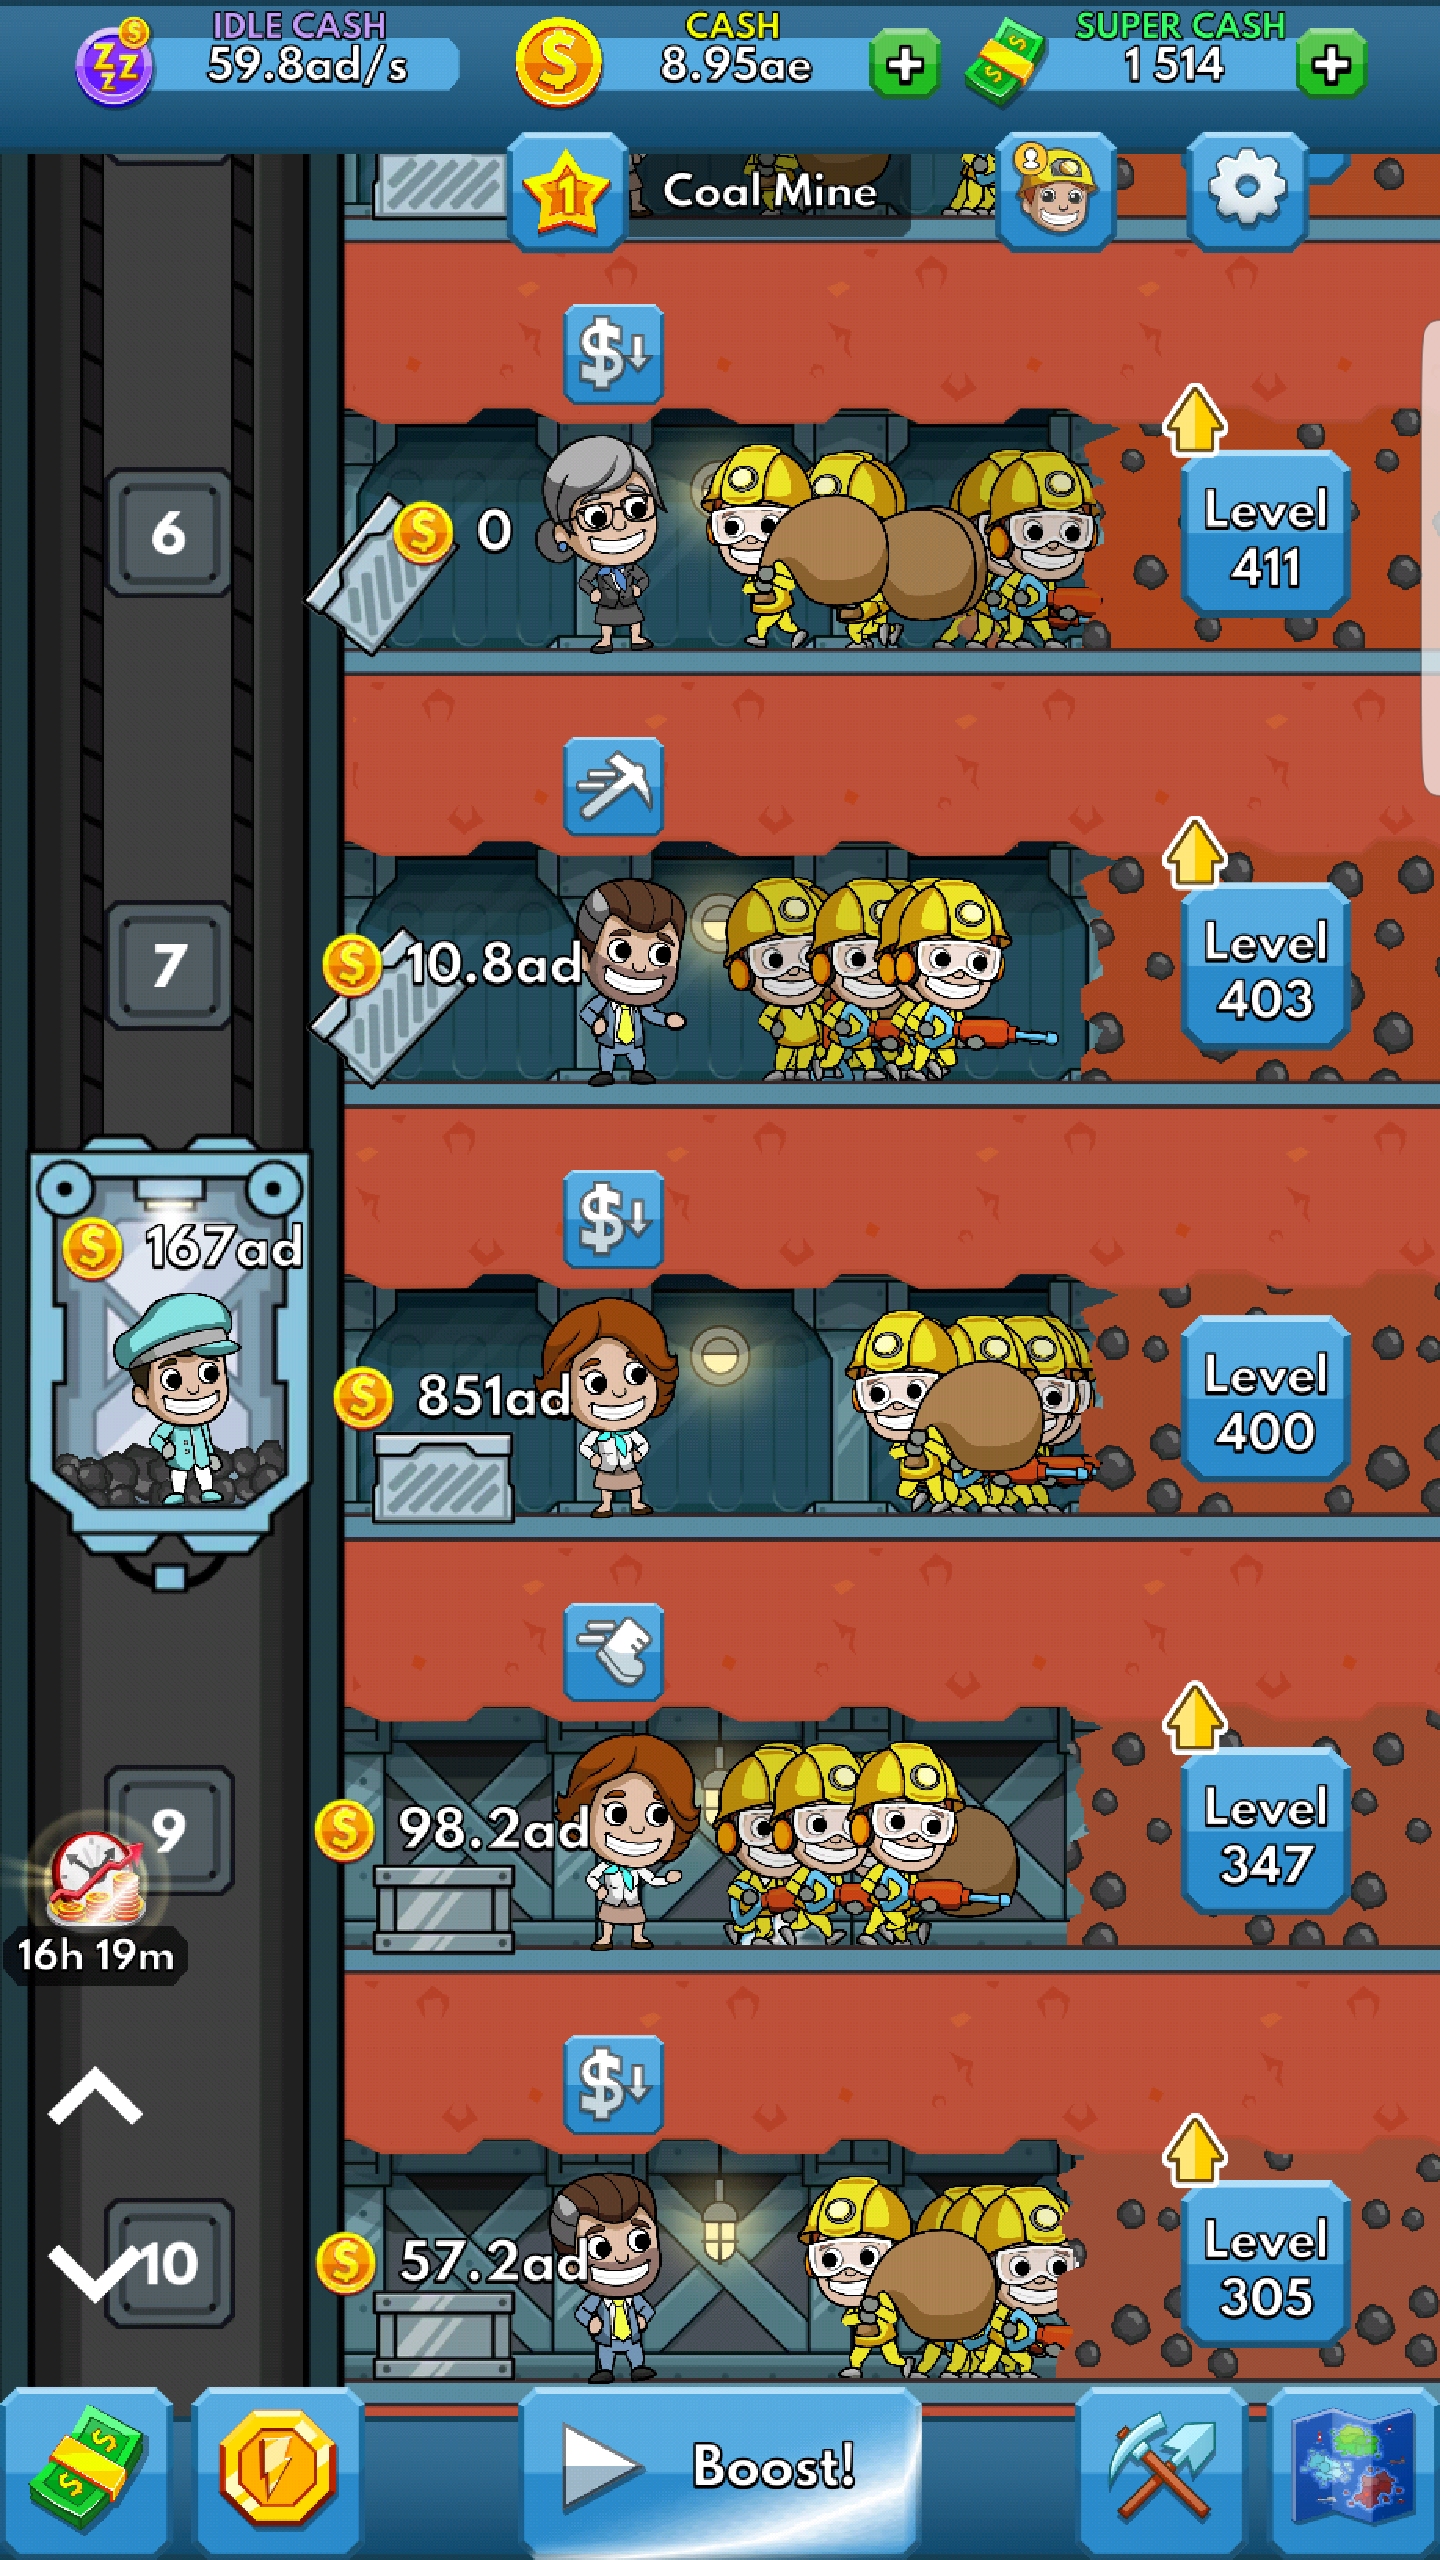 IDLE CASH
59.8ad/s
CASH
8.95ae
SUPER CASH
1 514
1
Coal Mine
6
0
Level
411
7
10.8ad
Level
403
167ad
851ad
Level
400
9
98.2ad
Level
347
16h 19m
10
57.2ad
Level
305
Boost!